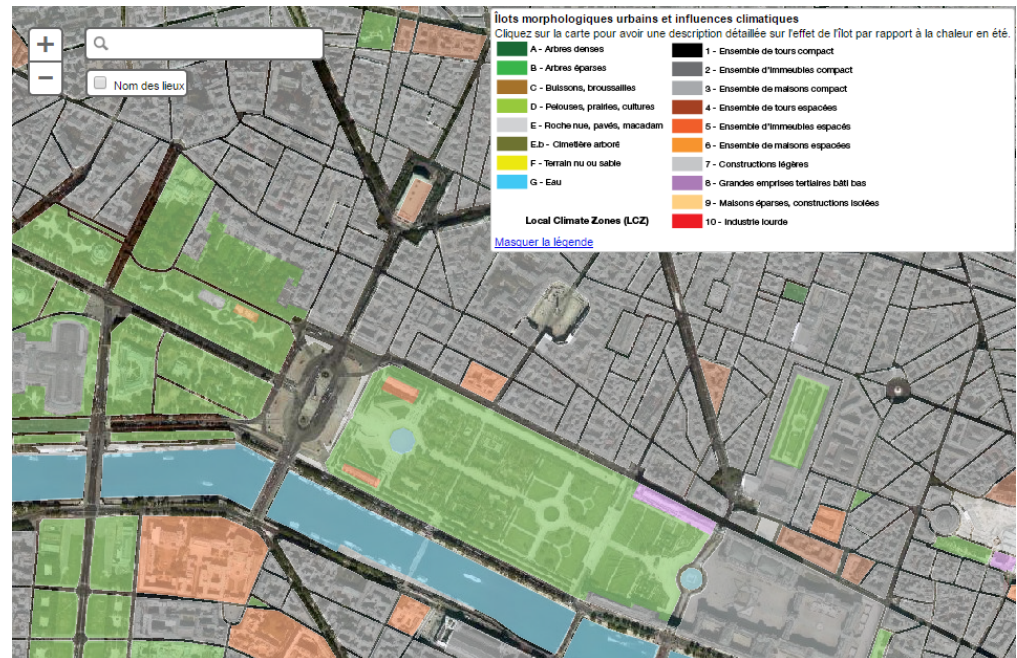 +
−
Nom des lieux
Îlots morphologiques urbains et influences climatiques
Cliquez sur la carte pour avoir une description détaillée sur l'effet de l'îlot par rapport à la chaleur en été.
A - Arbres denses
B - Arbres éparses
C - Buissons, broussailles
D - Pelouses, prairies, cultures
E - Roche nue, pavés, macadam
E.b - Cimetière arboré
F - Terrain nu ou sable
G - Eau
Local Climate Zones (LCZ)
1 - Ensemble de tours compact
2 - Ensemble d'immeubles compact
3 - Ensemble de maisons compact
4 - Ensemble de tours espacées
5 - Ensemble d'immeubles espacés
6 - Ensemble de maisons espacées
7 - Constructions légères
8 - Grandes emprises tertiaires bâti bas
9 - Maisons éparses, constructions isolées
10 - Industrie lourde
Masquer la légende